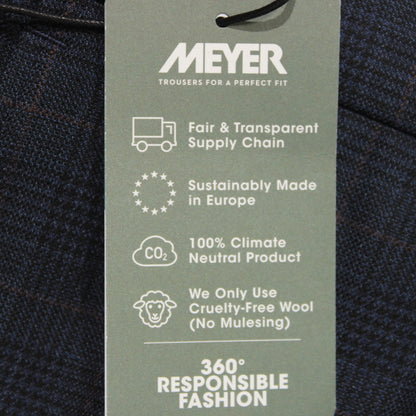 MEYER
TROUSERS FOR A PERFECT FIT
Fair & Transparent
Supply Chain
Sustainably Made
in Europe
CO₂
100% Climate
Neutral Product
We Only Use
Cruelty-Free Wool
(No Mulesing)
360°
RESPONSIBLE
FASHION